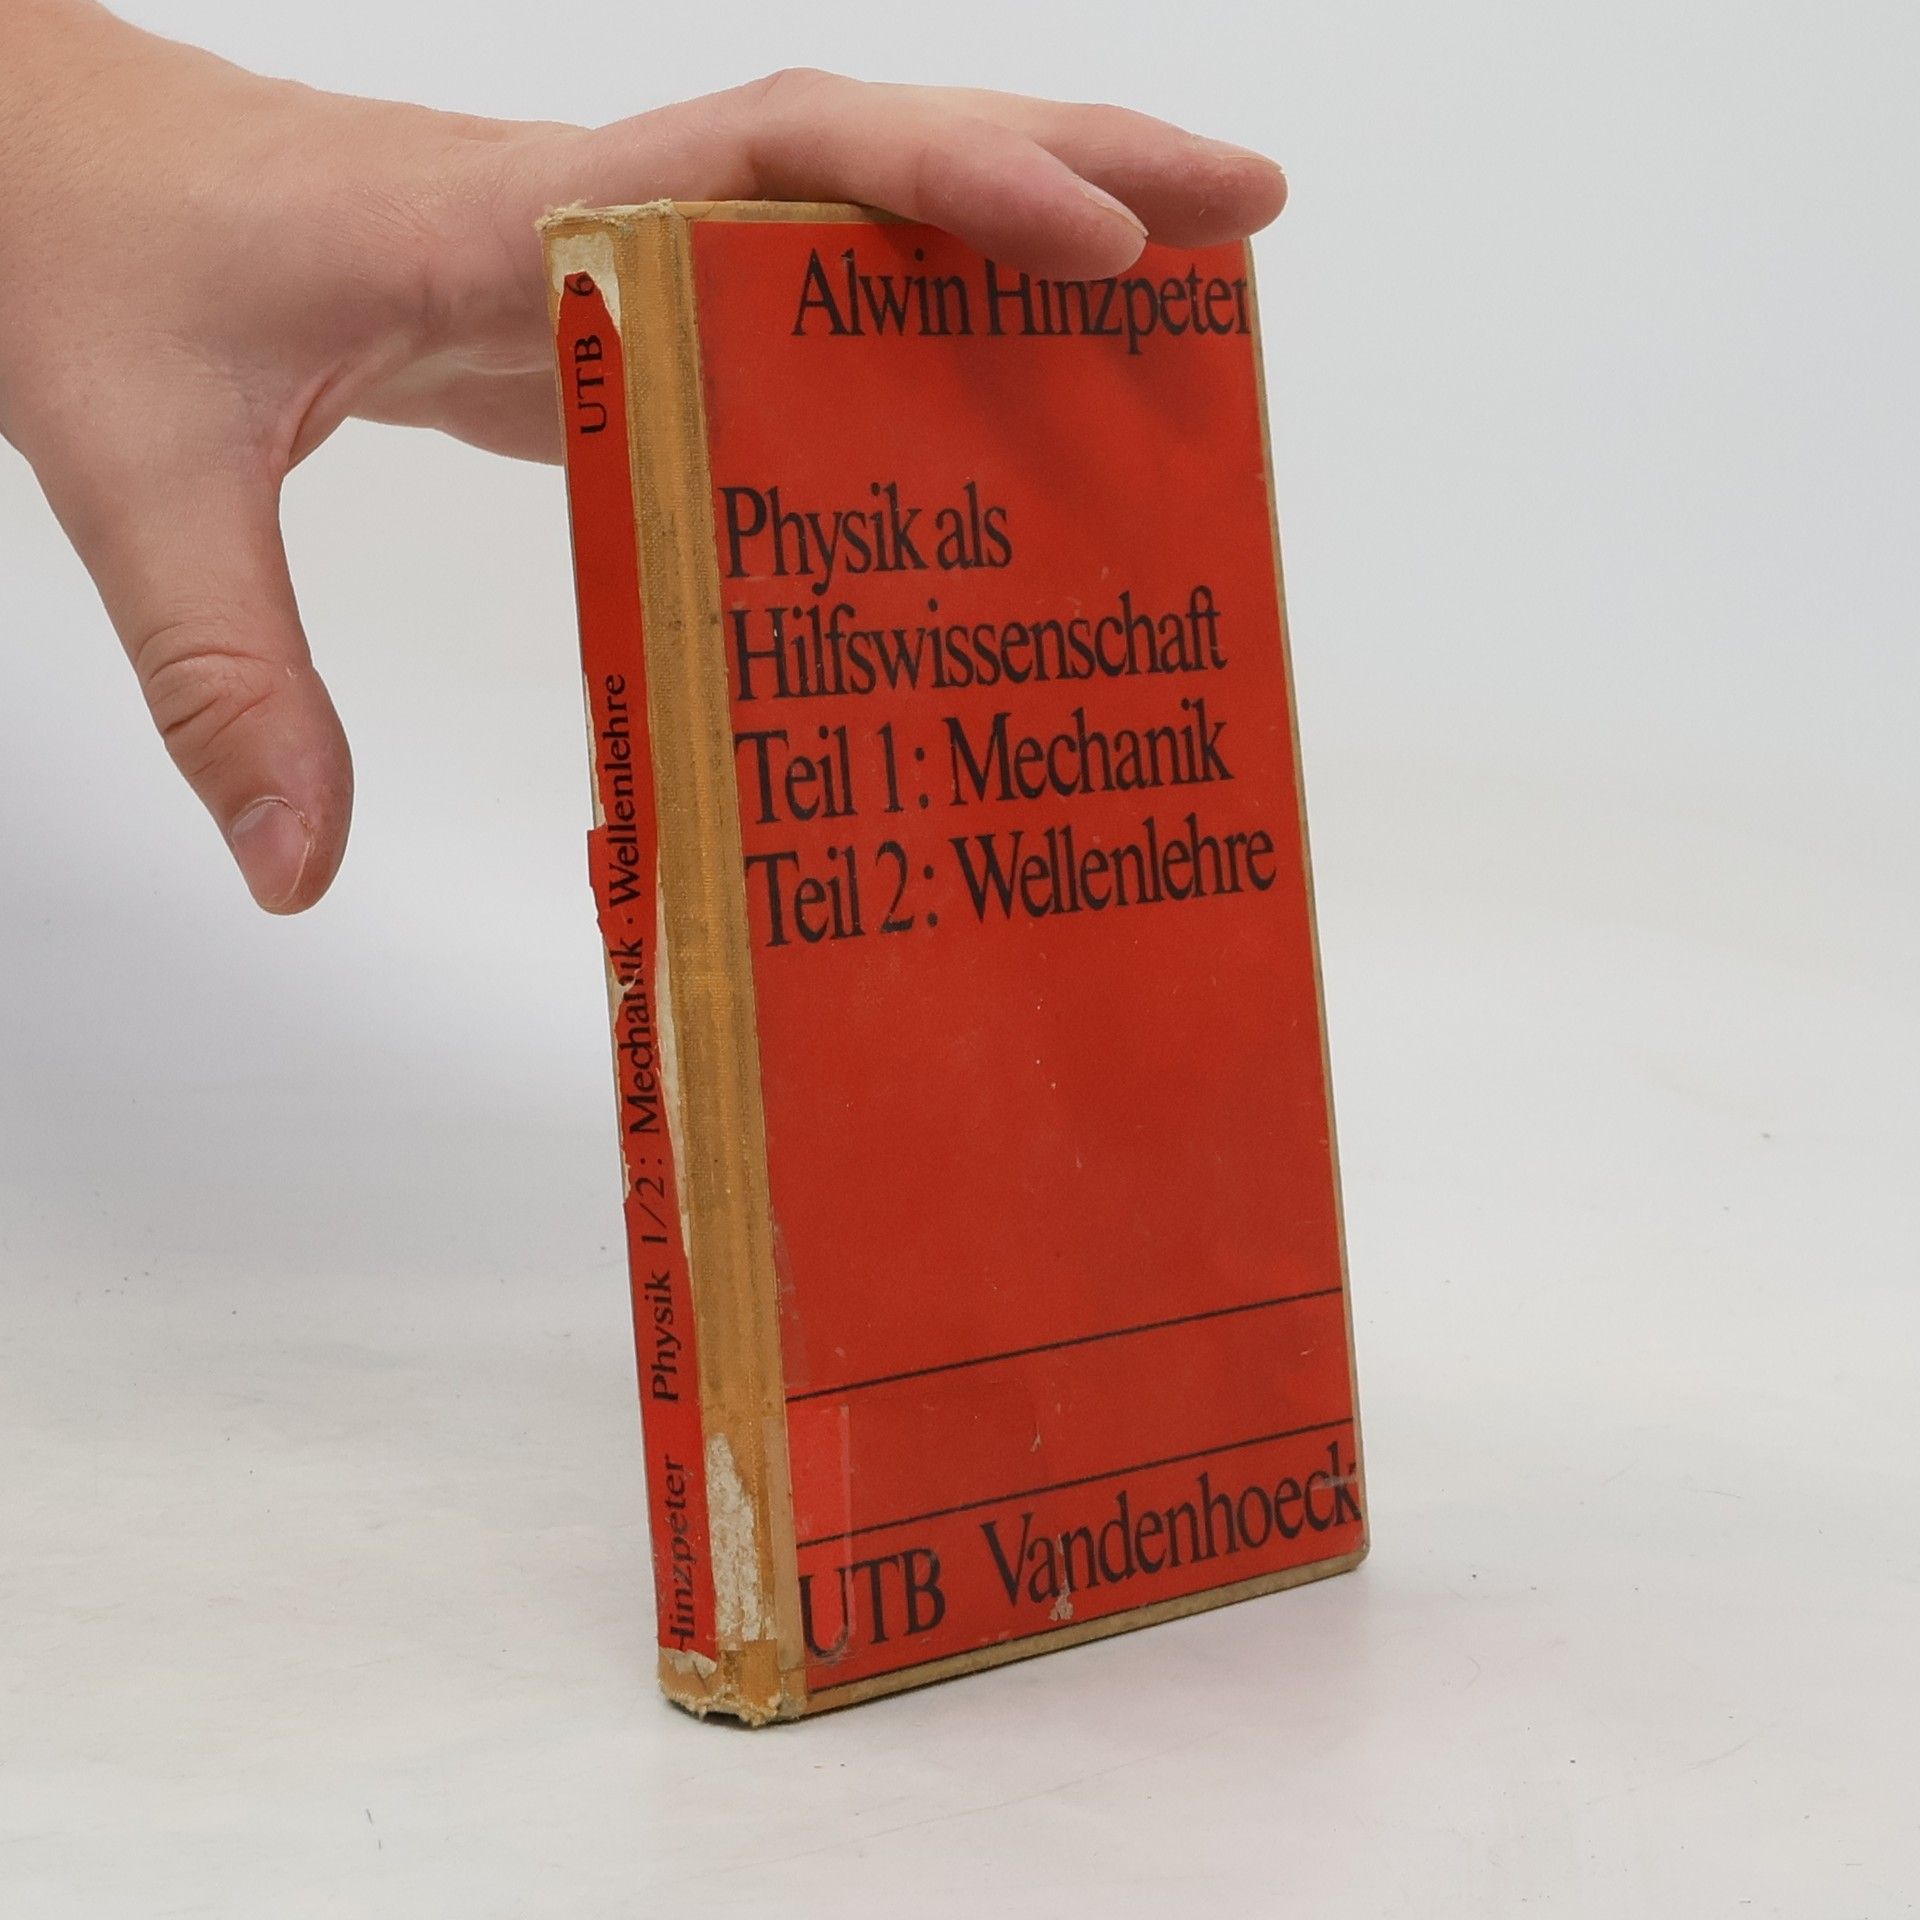 Alwin Hinzpeter
Physik als
Hilfswissenschaft
Teil 1: Mechanik
Teil 2: Wellenlehre
UTB Vandenhoeck
Hinzpeter Physik 1/2: Mechanik · Wellenlehre UTB 6